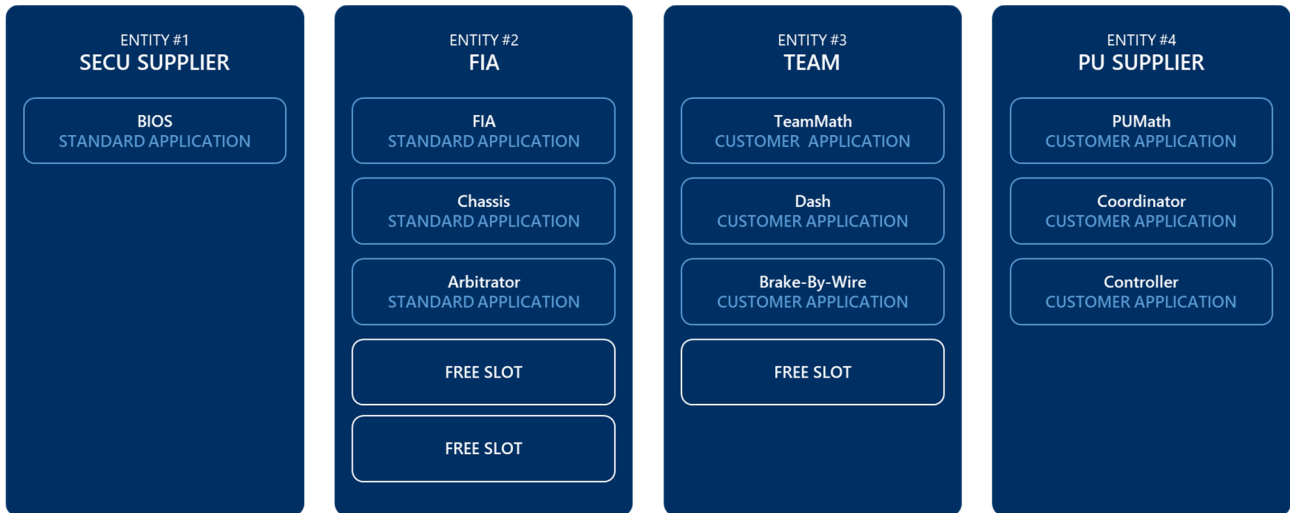 ENTITY #1
SECU SUPPLIER
BIOS
STANDARD APPLICATION
ENTITY #2
FIA
FIA
STANDARD APPLICATION
Chassis
STANDARD APPLICATION
Arbitrator
STANDARD APPLICATION
FREE SLOT
FREE SLOT
ENTITY #3
TEAM
TeamMath
CUSTOMER APPLICATION
Dash
CUSTOMER APPLICATION
Brake-By-Wire
CUSTOMER APPLICATION
FREE SLOT
ENTITY #4
PU SUPPLIER
PUMath
CUSTOMER APPLICATION
Coordinator
CUSTOMER APPLICATION
Controller
CUSTOMER APPLICATION